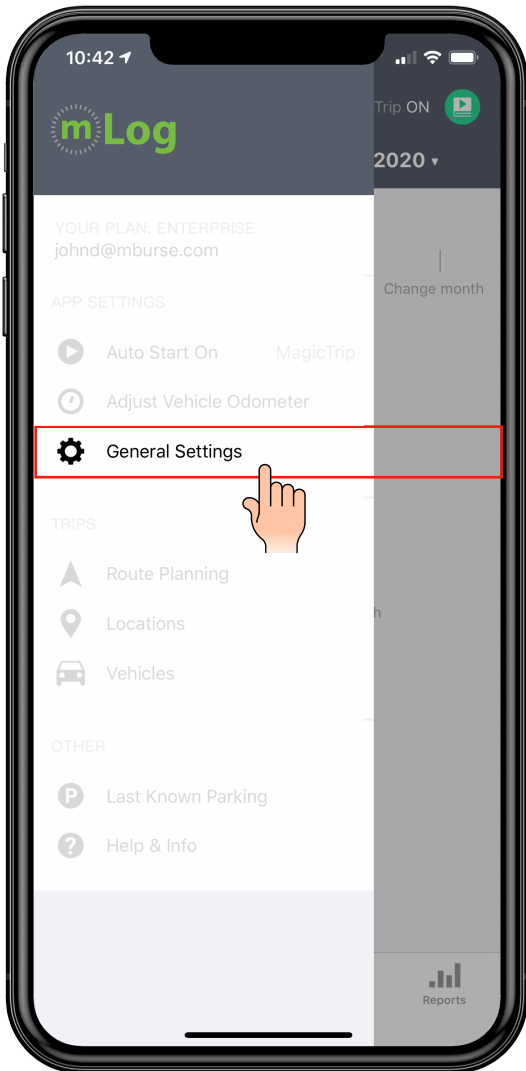 10:42
mLog
Trip ON
2020
YOUR PLAN: ENTERPRISE
johnd@mburse.com
Change month
APP SETTINGS
Auto Start On MagicTrip
Adjust Vehicle Odometer
General Settings
TRIPS
Route Planning
h
Locations
Vehicles
OTHER
P Last Known Parking
? Help & Info
Reports